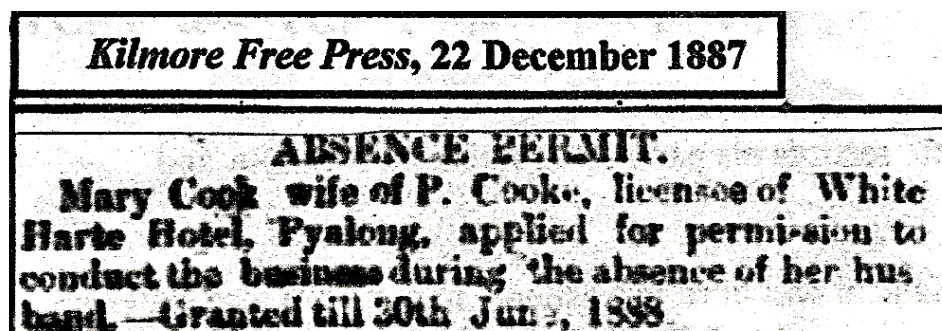 Kilmore Free Press, 22 December 1887
ABSENCE PERMIT.
Mary Cook wife of P. Cooke, licensee of White
Harte Hotel, Pyalong, applied for permission to
conduct the business during the absence of her hus
band.—Granted till 30th June, 1888